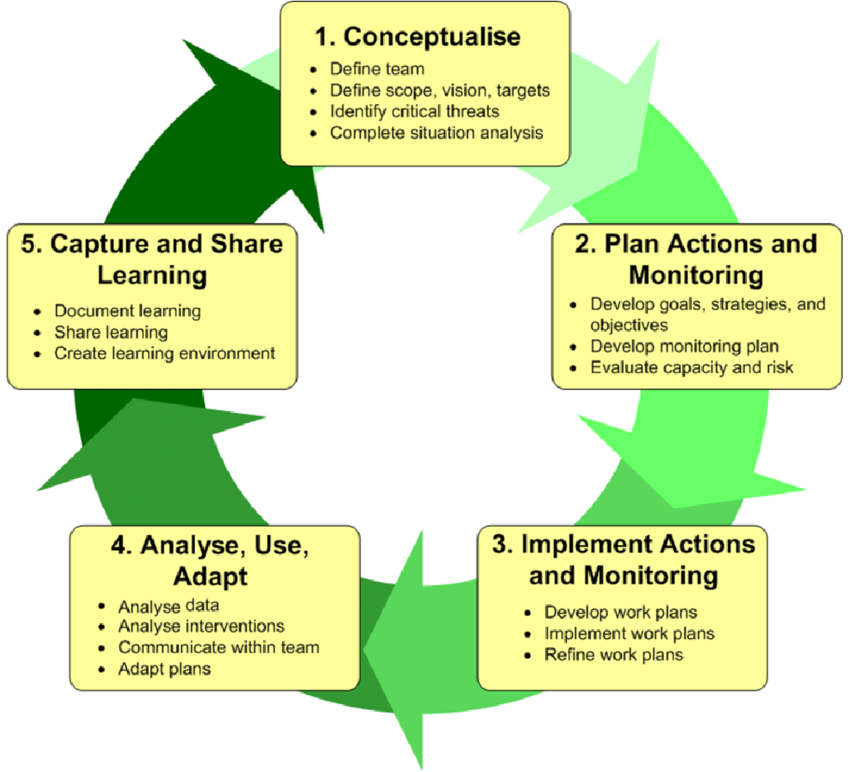 1. Conceptualise
• Define team
• Define scope, vision, targets
• Identify critical threats
• Complete situation analysis
2. Plan Actions and
Monitoring
• Develop goals, strategies, and
objectives
• Develop monitoring plan
• Evaluate capacity and risk
3. Implement Actions
and Monitoring
• Develop work plans
• Implement work plans
• Refine work plans
4. Analyse, Use,
Adapt
• Analyse data
• Analyse interventions
• Communicate within team
• Adapt plans
5. Capture and Share
Learning
• Document learning
• Share learning
• Create learning environment